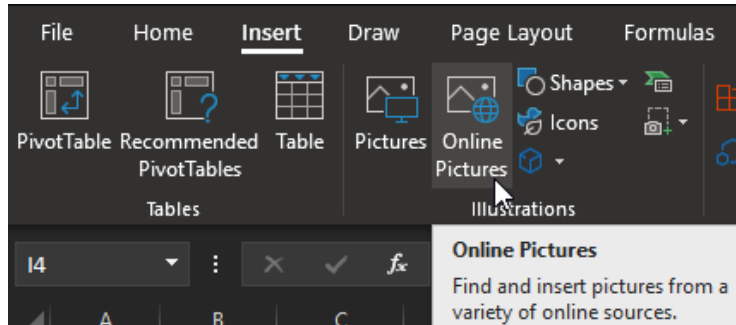 File Home Insert Draw Page Layout Formulas
PivotTable Recommended PivotTables Table Pictures Online Pictures Shapes
Icons
Tables Illustrations
I4 fx
Online Pictures
Find and insert pictures from a
variety of online sources.
A B C